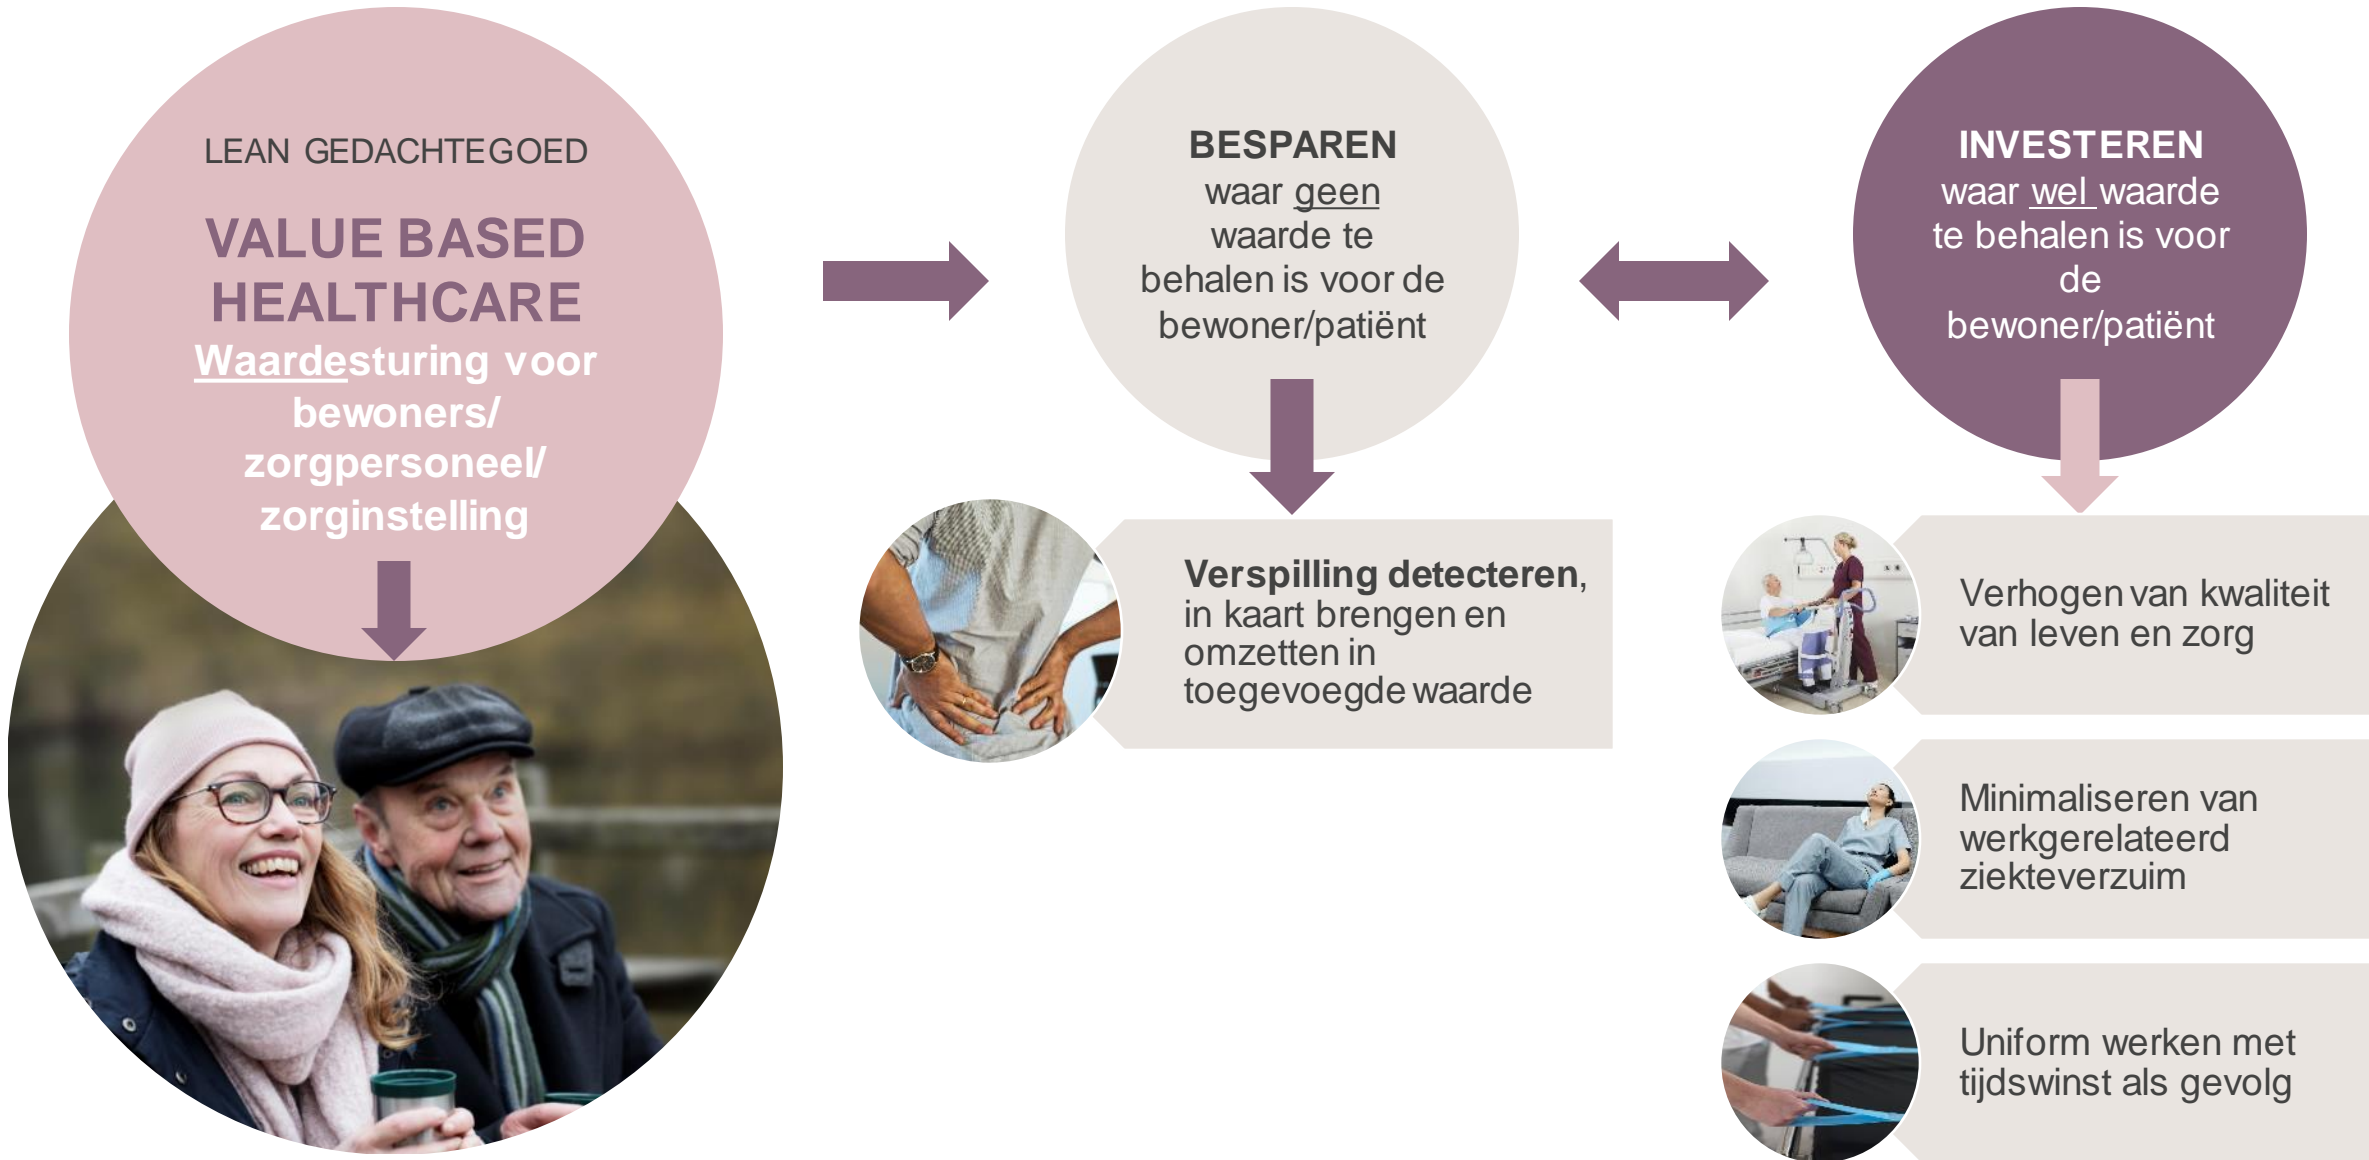 LEAN GEDACHTEGOED
VALUE BASED
HEALTHCARE
Waardesturing voor
bewoners/
zorgpersoneel/
zorginstelling
BESPAREN
waar geen
waarde te
behalen is voor de
bewoner/patiënt
INVESTEREN
waar wel waarde
te behalen is voor
de
bewoner/patiënt
Verspilling detecteren,
in kaart brengen en
omzetten in
toegevoegde waarde
Verhogen van kwaliteit
van leven en zorg
Minimaliseren van
werkgerelateerd
ziekteverzuim
Uniform werken met
tijdswinst als gevolg